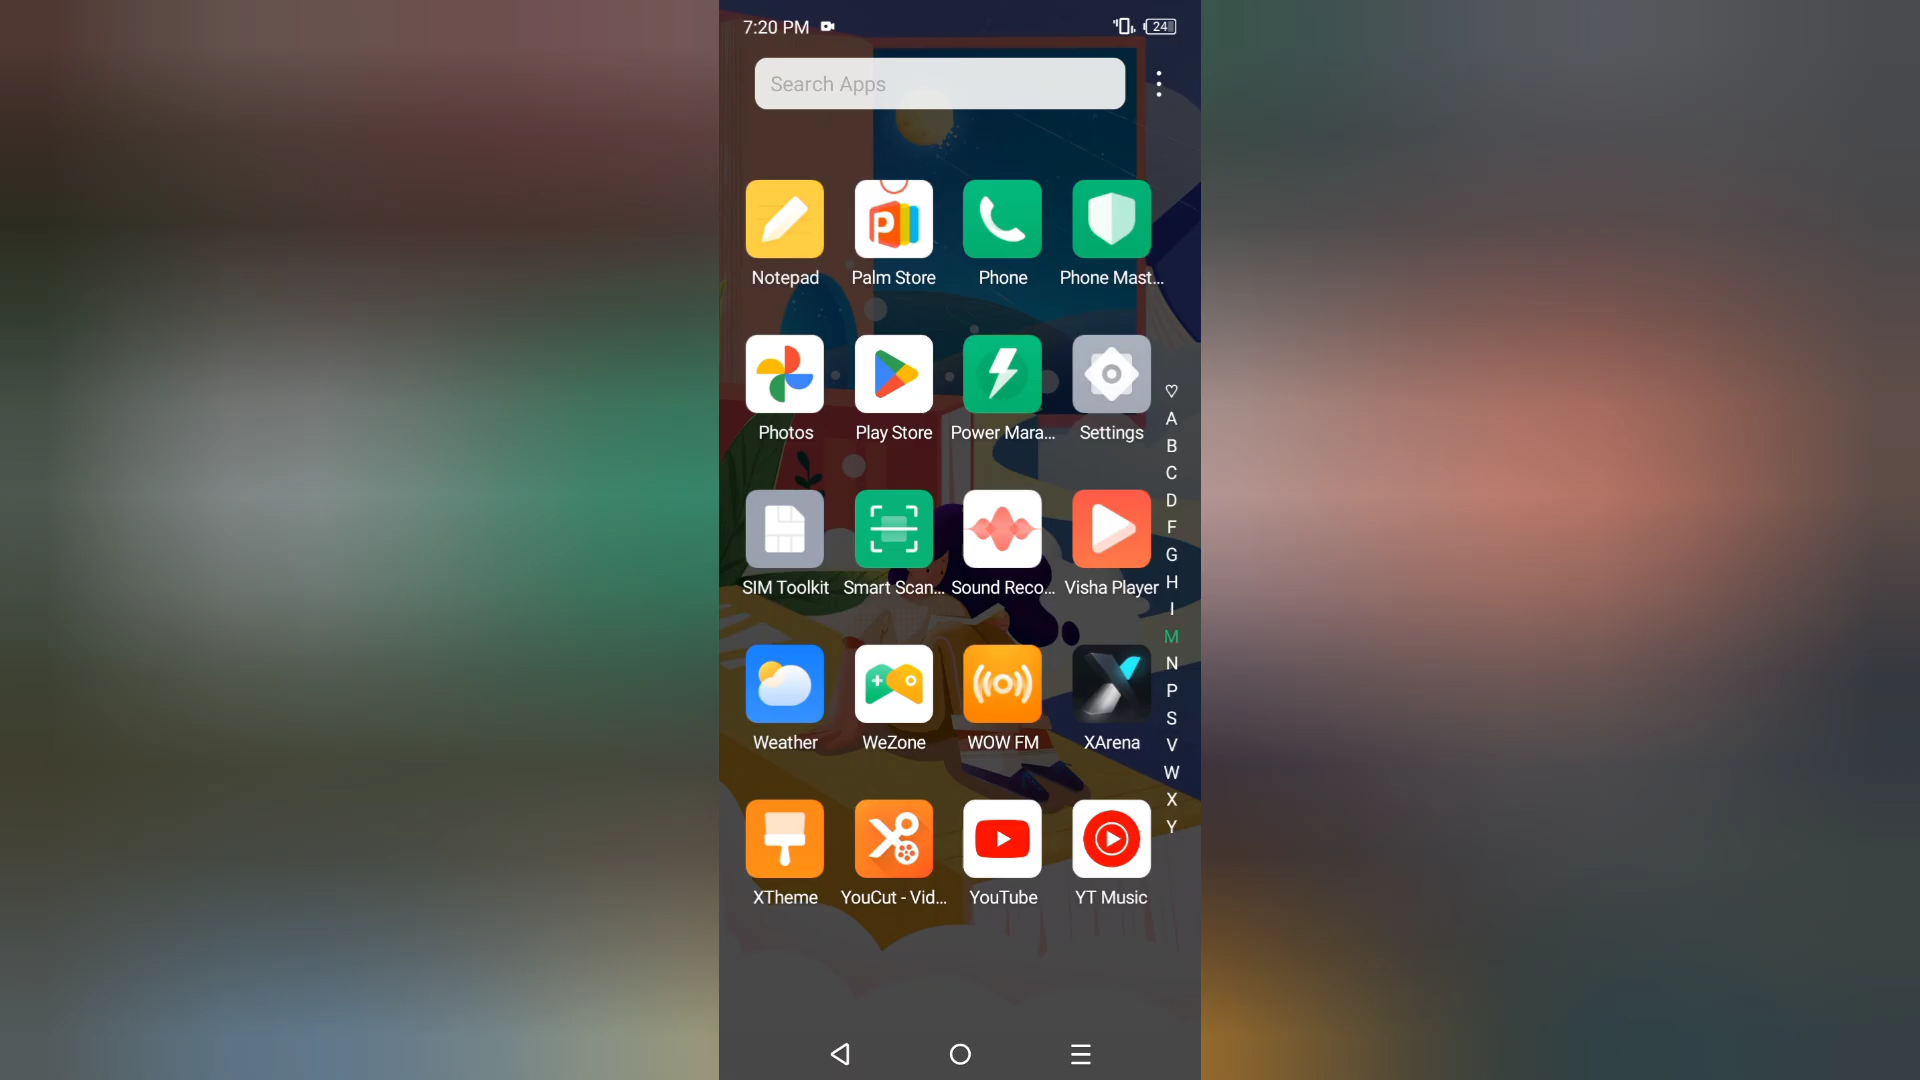 7:20 PM
24
Search Apps
Notepad
Palm Store
Phone
Phone Mast...
Photos
Play Store
Power Mara...
Settings
SIM Toolkit
Smart Scan...
Sound Reco...
Visha Player
Weather
WeZone
WOW FM
XArena
XTheme
YouCut - Vid...
YouTube
YT Music
A
B
C
D
F
G
H
I
M
N
P
S
V
W
X
Y